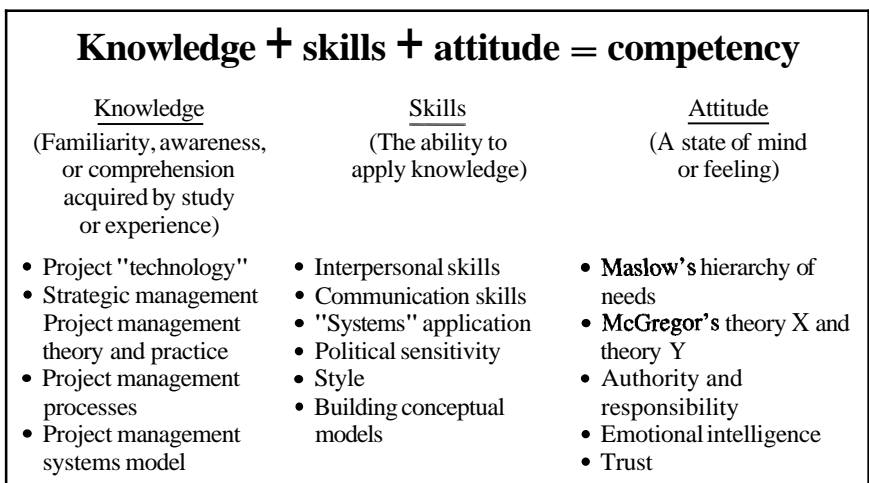 Knowledge + skills + attitude = competency
Knowledge
(Familiarity, awareness,
or comprehension
acquired by study
or experience)
• Project "technology"
• Strategic management
Project management
theory and practice
• Project management
processes
• Project management
systems model
Skills
(The ability to
apply knowledge)
• Interpersonal skills
• Communication skills
• "Systems" application
• Political sensitivity
• Style
• Building conceptual
models
Attitude
(A state of mind
or feeling)
• Maslow's hierarchy of
needs
• McGregor's theory X and
theory Y
• Authority and
responsibility
• Emotional intelligence
• Trust